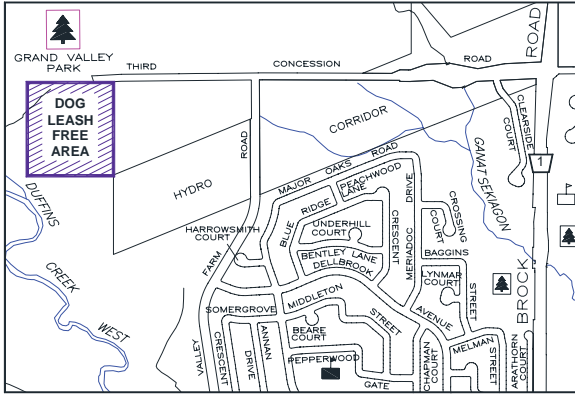 GRAND VALLEY
PARK
THIRD CONCESSION ROAD
ROAD
DOG
LEASH
FREE
AREA
CLEARSIDE
COURT
CORRIDOR
HYDRO
ROAD
MAJOR OAKS ROAD
GANATSEKIAGON
1
PEACHWOOD
LANE
DUFFINS
BLUE RIDGE
CRESCENT
MERIADOC DRIVE
CROSSING
COURT
HARROWSMITH
COURT
UNDERHILL
COURT
BENTLEY LANE
DELLBROOK
BAGGINS
STREET
LYNMAR
COURT
BROCK
FARM
CREEK
MIDDLETON
STREET
SOMERGROVE
CRESCENT
AVENUE
WEST
VALLEY
DRIVE
ANNAN
BEARE
COURT
PEPPERWOOD
GATE
CHAPMAN
COURT
MELMAN
STREET
ARATHORN
COURT